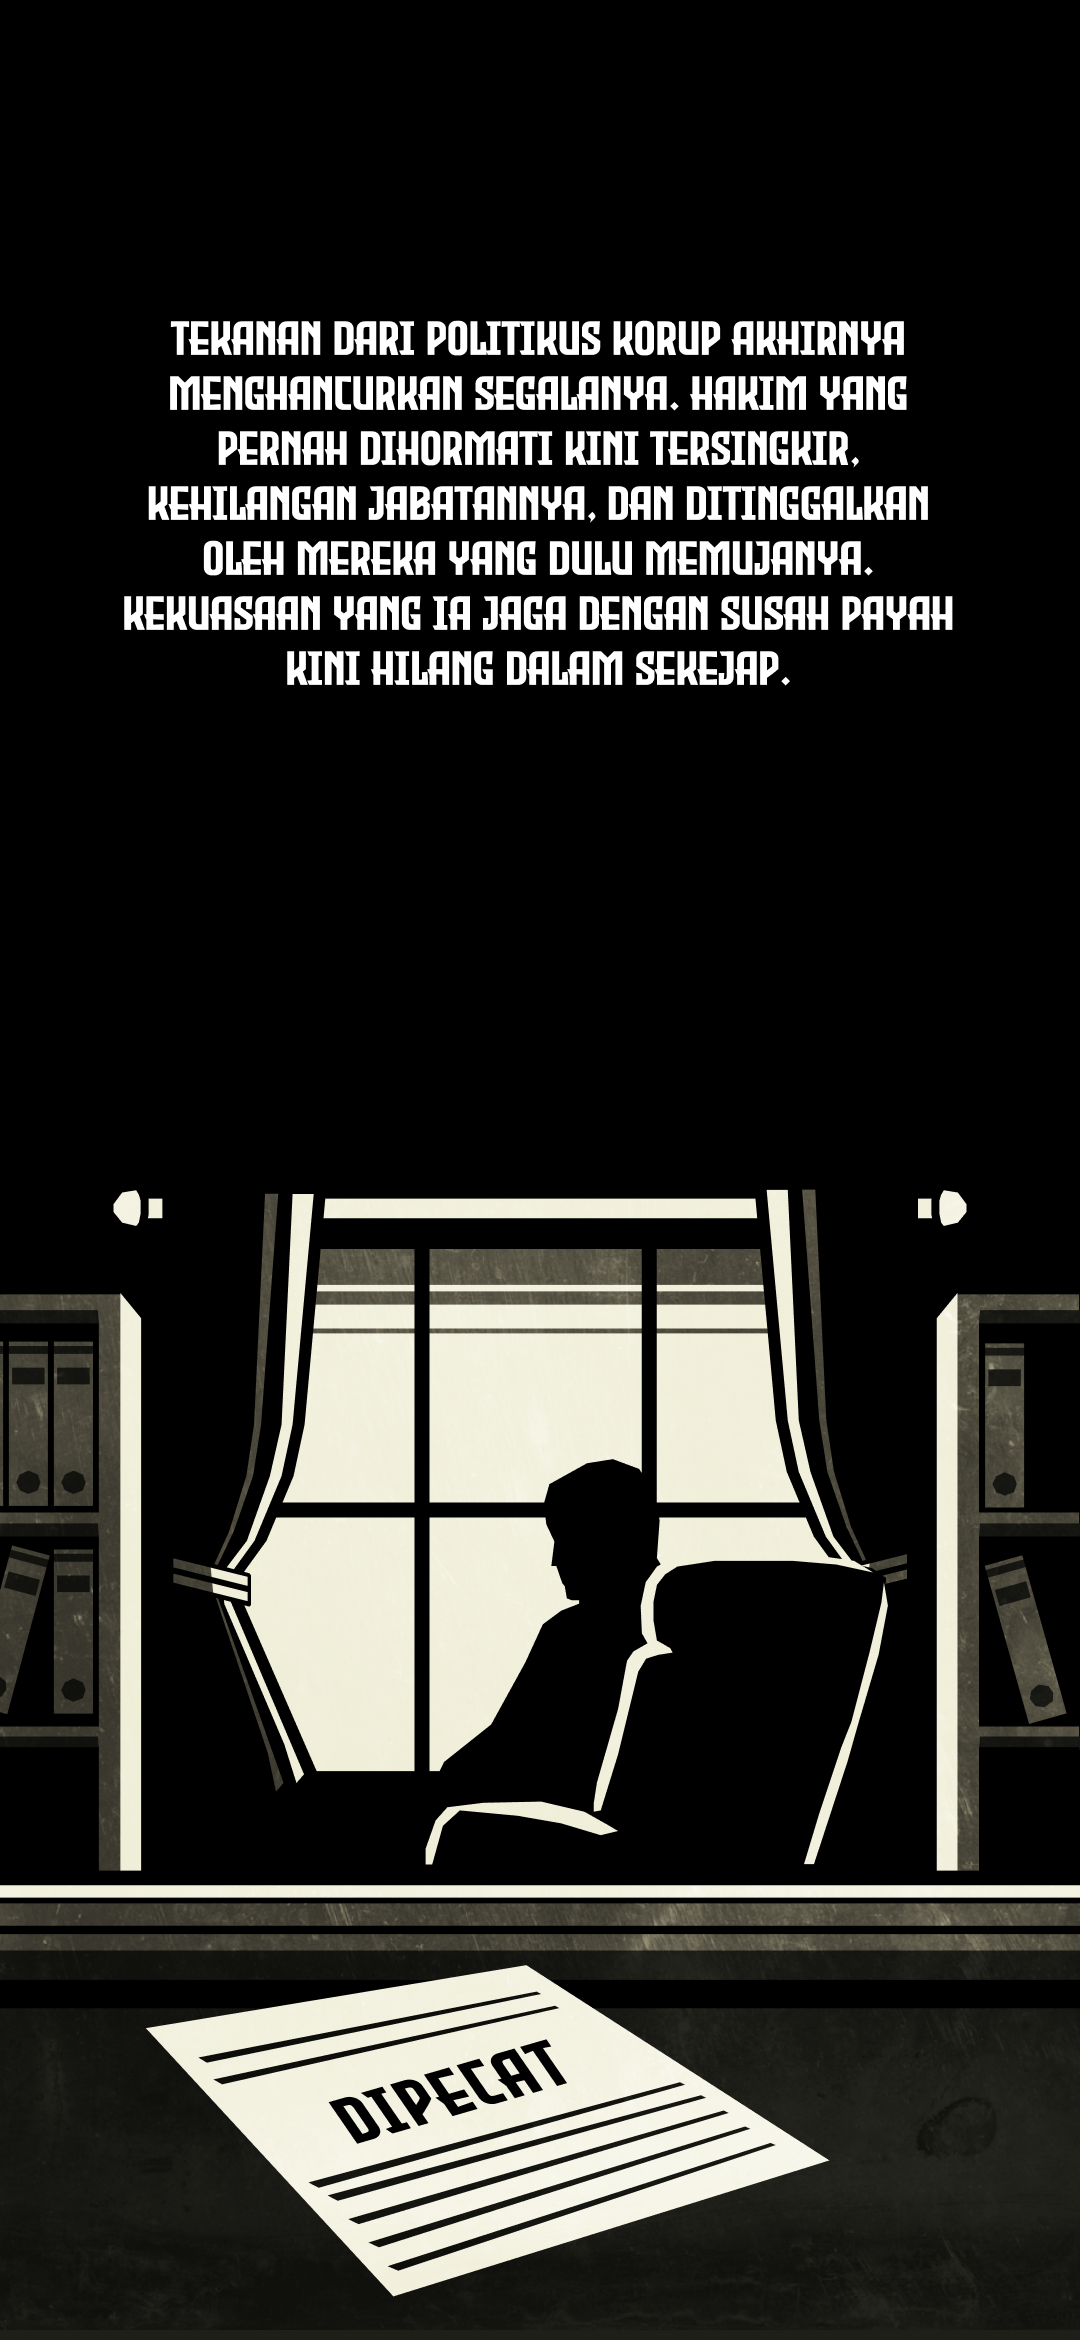 TEKANAN DARI POLITIKUS KORUP AKHIRNYA
MENGHANCURKAN SEGALANYA. HAKIM YANG
PERNAH DIHORMATI KINI TERSINGKIR,
KEHILANGAN JABATANNYA, DAN DITINGGALKAN
OLEH MEREKA YANG DULU MEMUJANYA.
KEKUASAAN YANG IA JAGA DENGAN SUSAH PAYAH
KINI HILANG DALAM SEKEJAP.
DIPECAT